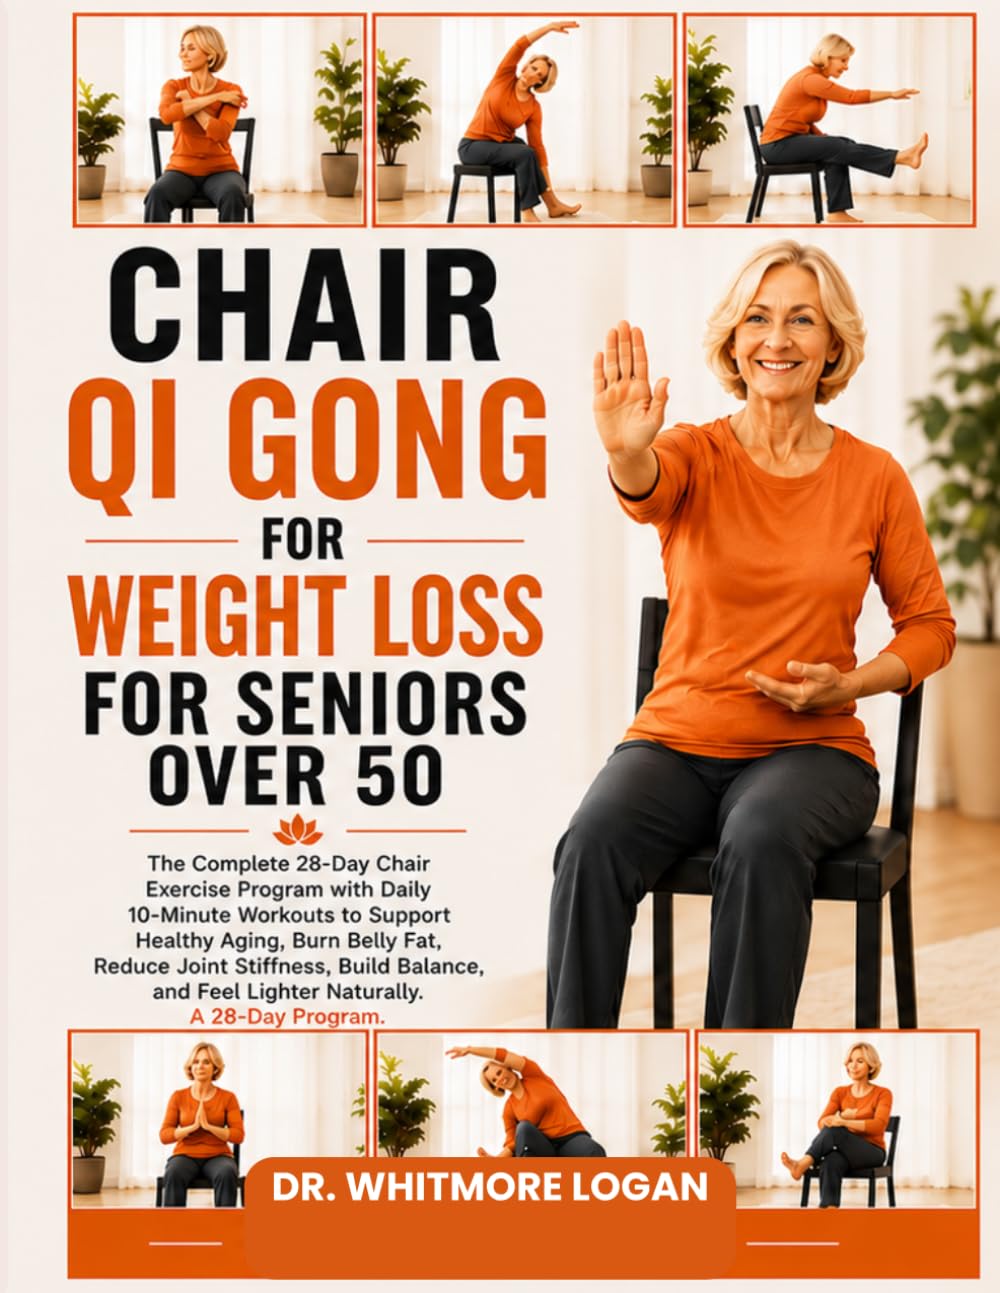 CHAIR
QI GONG
FOR
WEIGHT LOSS
FOR SENIORS
OVER 50
The Complete 28-Day Chair
Exercise Program with Daily
10-Minute Workouts to Support
Healthy Aging, Burn Belly Fat,
Reduce Joint Stiffness, Build Balance,
and Feel Lighter Naturally.
A 28-Day Program.
DR. WHITMORE LOGAN